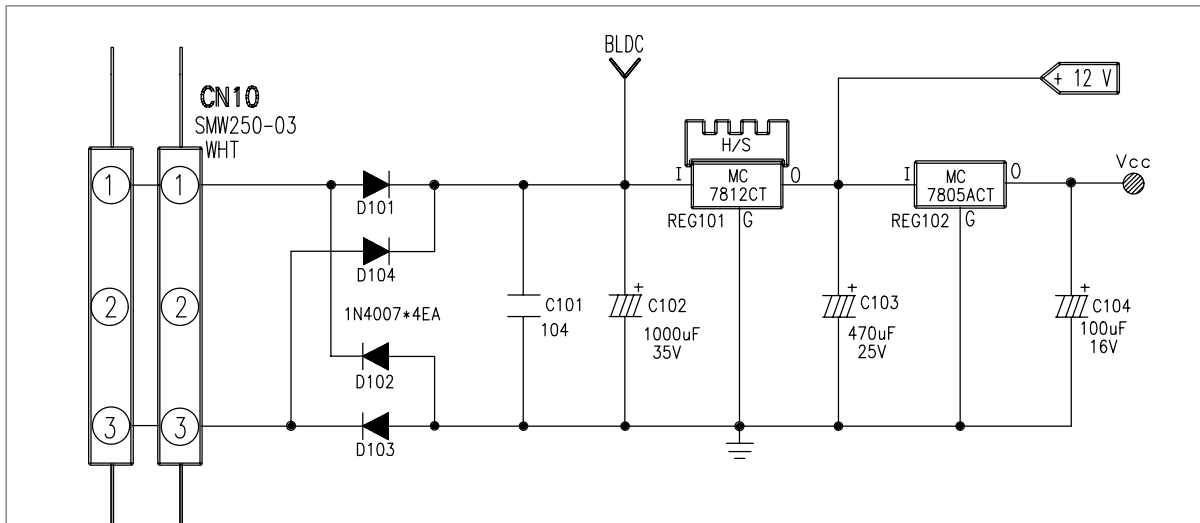 BLDC
+ 12 V
CN10
SMW250-03
WHT
H/S
1
1
I
MC
7812CT
O
I
MC
7805ACT
O
Vcc
D101
REG101
G
REG102
G
D104
2
2
1N4007*4EA
C101
104
+
C102
1000uF
35V
+
C103
470uF
25V
+
C104
100uF
16V
D102
3
3
D103